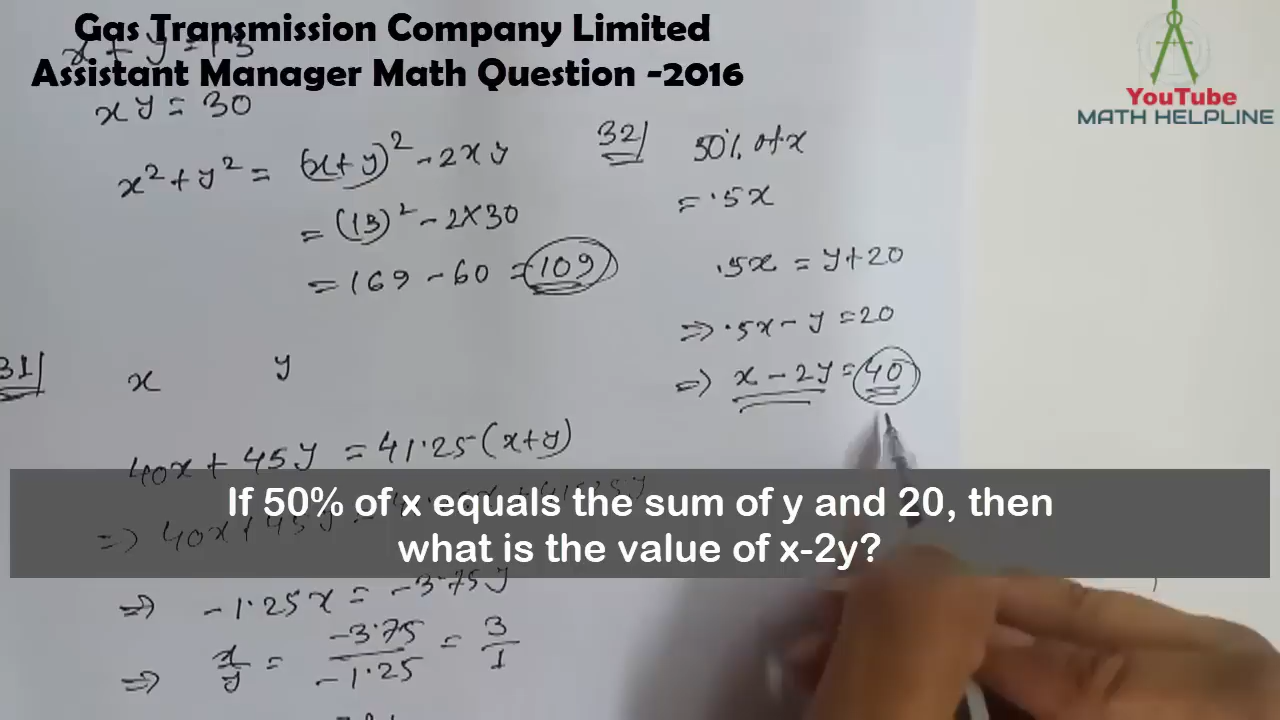 Gas Transmission Company Limited
Assistant Manager Math Question -2016
YouTube
MATH HELPLINE
x + y = 13
xy = 30
x² + y² = (x+y)² - 2xy
= (13)² - 2×30
= 169 - 60 = 109
31/ x y
40x + 45y = 41.25 (x+y)
⇒ 40x + 45y =
⇒ -1.25x = -3.75y
⇒ x/y = -3.75/-1.25 = 3/1
32/ 50% of x
= .5x
.5x = y+20
⇒ .5x - y = 20
⇒ x - 2y = 40
If 50% of x equals the sum of y and 20, then
what is the value of x-2y?